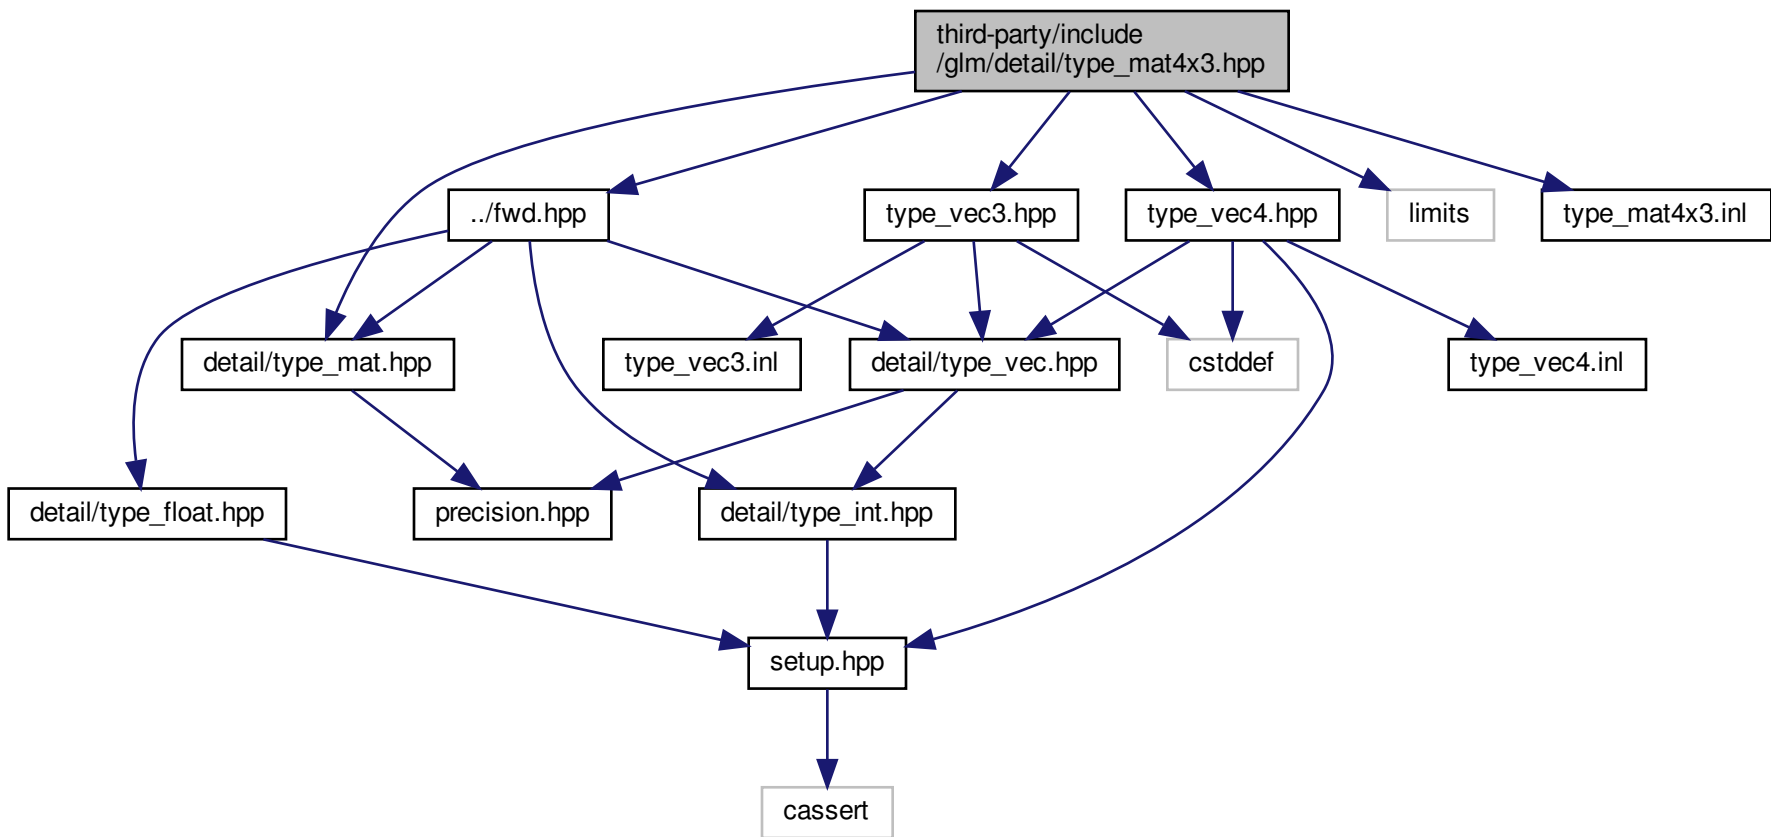 third-party/include
/glm/detail/type_mat4x3.hpp
../fwd.hpp
type_vec3.hpp
type_vec4.hpp
limits
type_mat4x3.inl
detail/type_mat.hpp
type_vec3.inl
detail/type_vec.hpp
cstddef
type_vec4.inl
detail/type_float.hpp
precision.hpp
detail/type_int.hpp
setup.hpp
cassert